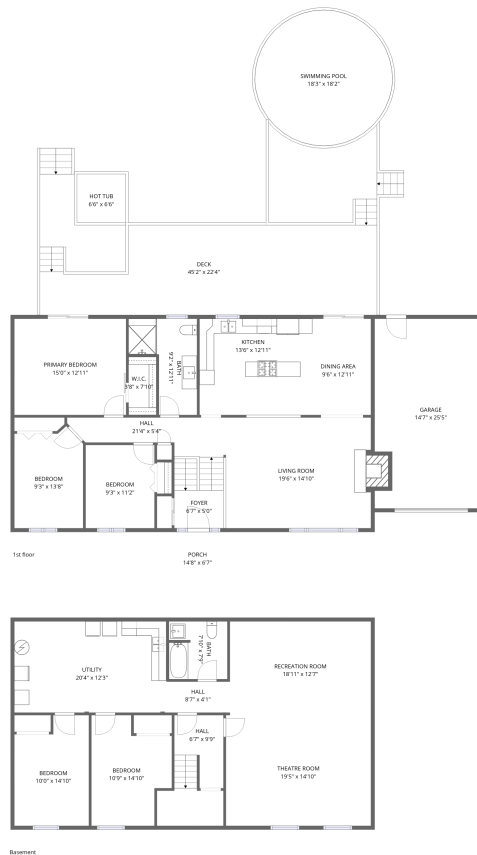 SWIMMING POOL
18'3" x 18'2"
HOT TUB
6'6" x 6'6"
DECK
45'2" x 22'4"
KITCHEN
13'6" x 12'11"
PRIMARY BEDROOM
15'0" x 12'11"
BATH
9'2" x 12'11"
DINING AREA
9'6" x 12'11"
W.I.C.
3'8" x 7'10"
GARAGE
14'7" x 25'5"
HALL
21'4" x 5'4"
BEDROOM
9'3" x 13'8"
BEDROOM
9'3" x 11'2"
LIVING ROOM
19'6" x 14'10"
FOYER
6'7" x 5'0"
1st floor
PORCH
14'8" x 6'7"
BATH
7'10" x 7'9"
UTILITY
20'4" x 12'3"
RECREATION ROOM
18'11" x 12'7"
HALL
8'7" x 4'1"
HALL
6'7" x 9'9"
BEDROOM
10'0" x 14'10"
BEDROOM
10'9" x 14'10"
THEATRE ROOM
19'5" x 14'10"
Basement